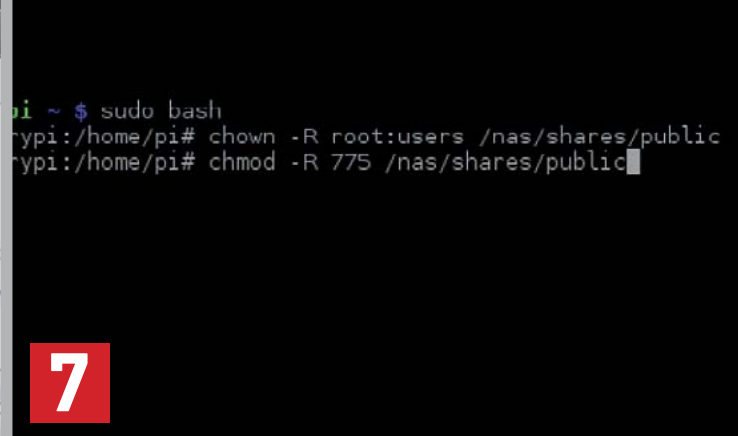 pi ~ $ sudo bash
rypi:/home/pi# chown -R root:users /nas/shares/public
rypi:/home/pi# chmod -R 775 /nas/shares/public
7